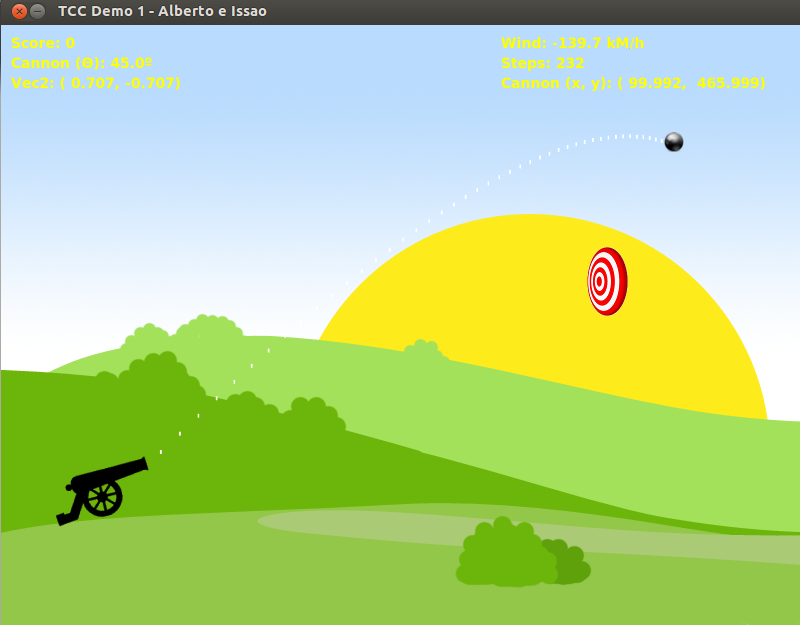 TCC Demo 1 - Alberto e Issao
Score: 0
Cannon (Θ): 45.0º
Vec2: ( 0.707, -0.707)
Wind: -139.7 kM/h
Steps: 232
Cannon (x, y): ( 99.992,  465.999)